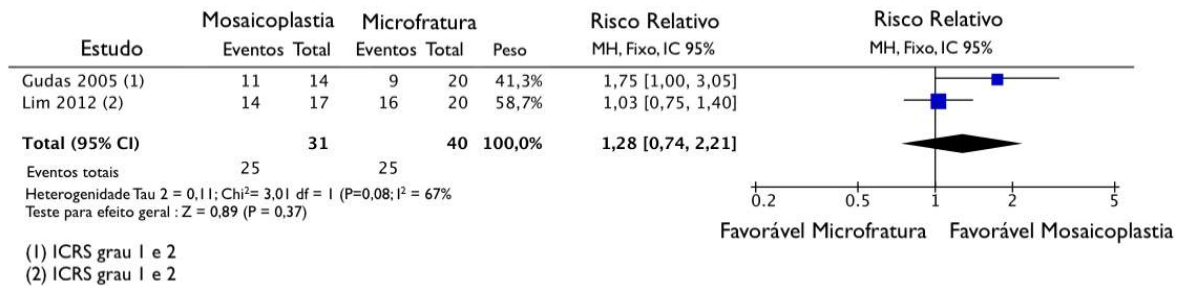 Mosaicoplastia Microfratura Risco Relativo Risco Relativo
Estudo Eventos Total Eventos Total Peso MH, Fixo, IC 95% MH, Fixo, IC 95%
Gudas 2005 (1) 11 14 9 20 41,3% 1,75 [1,00, 3,05]
Lim 2012 (2) 14 17 16 20 58,7% 1,03 [0,75, 1,40]
Total (95% CI) 31 40 100,0% 1,28 [0,74, 2,21]
Eventos totais 25 25
Heterogenidade Tau 2 = 0,11; Chi²= 3,01 df = 1 (P=0,08; I² = 67%
Teste para efeito geral : Z = 0,89 (P = 0,37)
0.2 0.5 1 2 5
Favorável Microfratura Favorável Mosaicoplastia
(1) ICRS grau 1 e 2
(2) ICRS grau 1 e 2